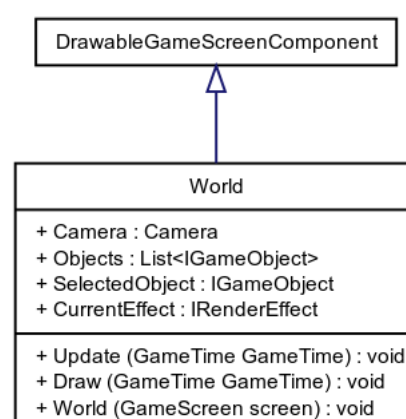 DrawableGameScreenComponent
World
+ Camera : Camera
+ Objects : List<IGameObject>
+ SelectedObject : IGameObject
+ CurrentEffect : IRenderEffect
+ Update (GameTime GameTime) : void
+ Draw (GameTime GameTime) : void
+ World (GameScreen screen) : void